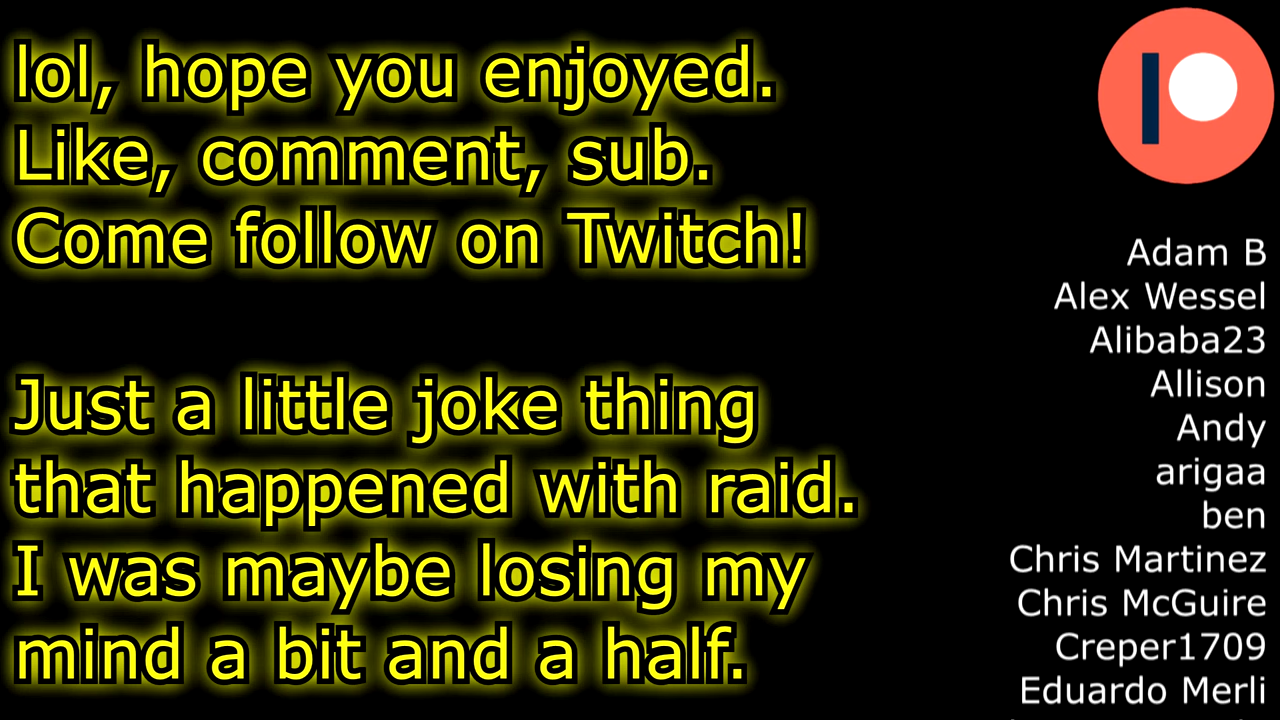 lol, hope you enjoyed.
Like, comment, sub.
Come follow on Twitch!
Just a little joke thing
that happened with raid.
I was maybe losing my
mind a bit and a half.
Adam B
Alex Wessel
Alibaba23
Allison
Andy
arigaa
ben
Chris Martinez
Chris McGuire
Creper1709
Eduardo Merli